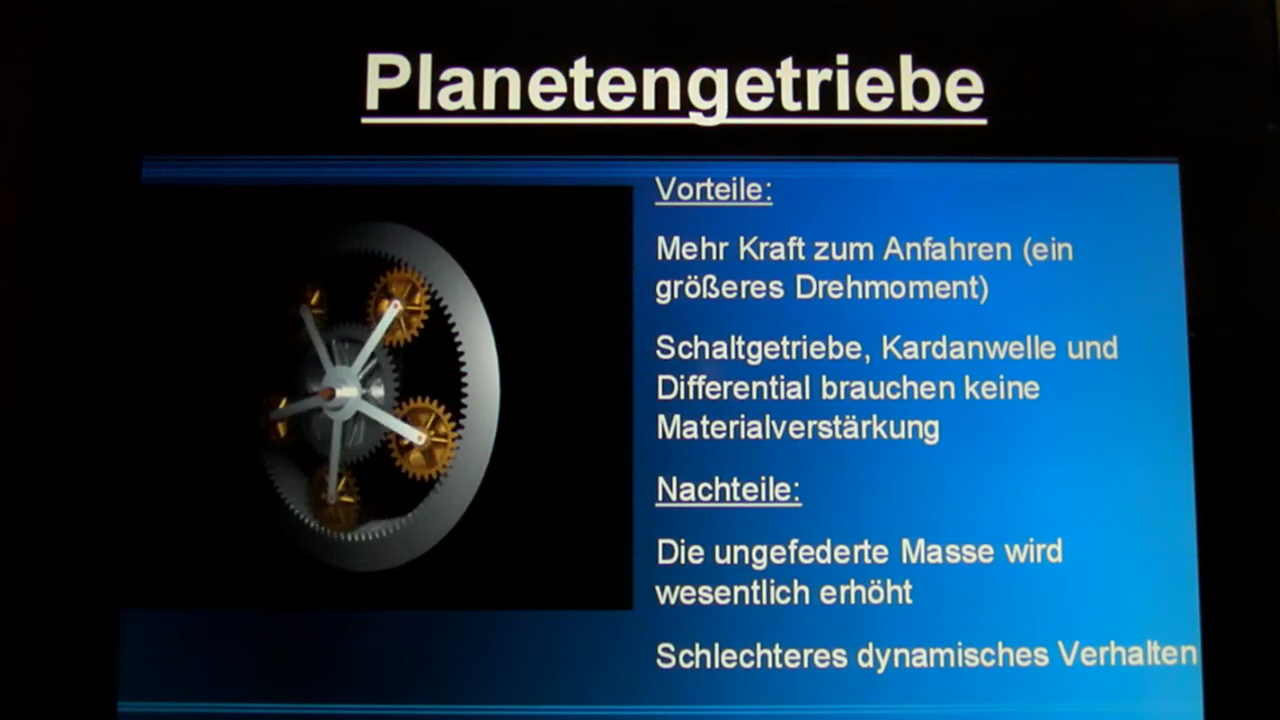 Planetengetriebe
Vorteile:
Mehr Kraft zum Anfahren (ein
größeres Drehmoment)
Schaltgetriebe, Kardanwelle und
Differential brauchen keine
Materialverstärkung
Nachteile:
Die ungefederte Masse wird
wesentlich erhöht
Schlechteres dynamisches Verhalten